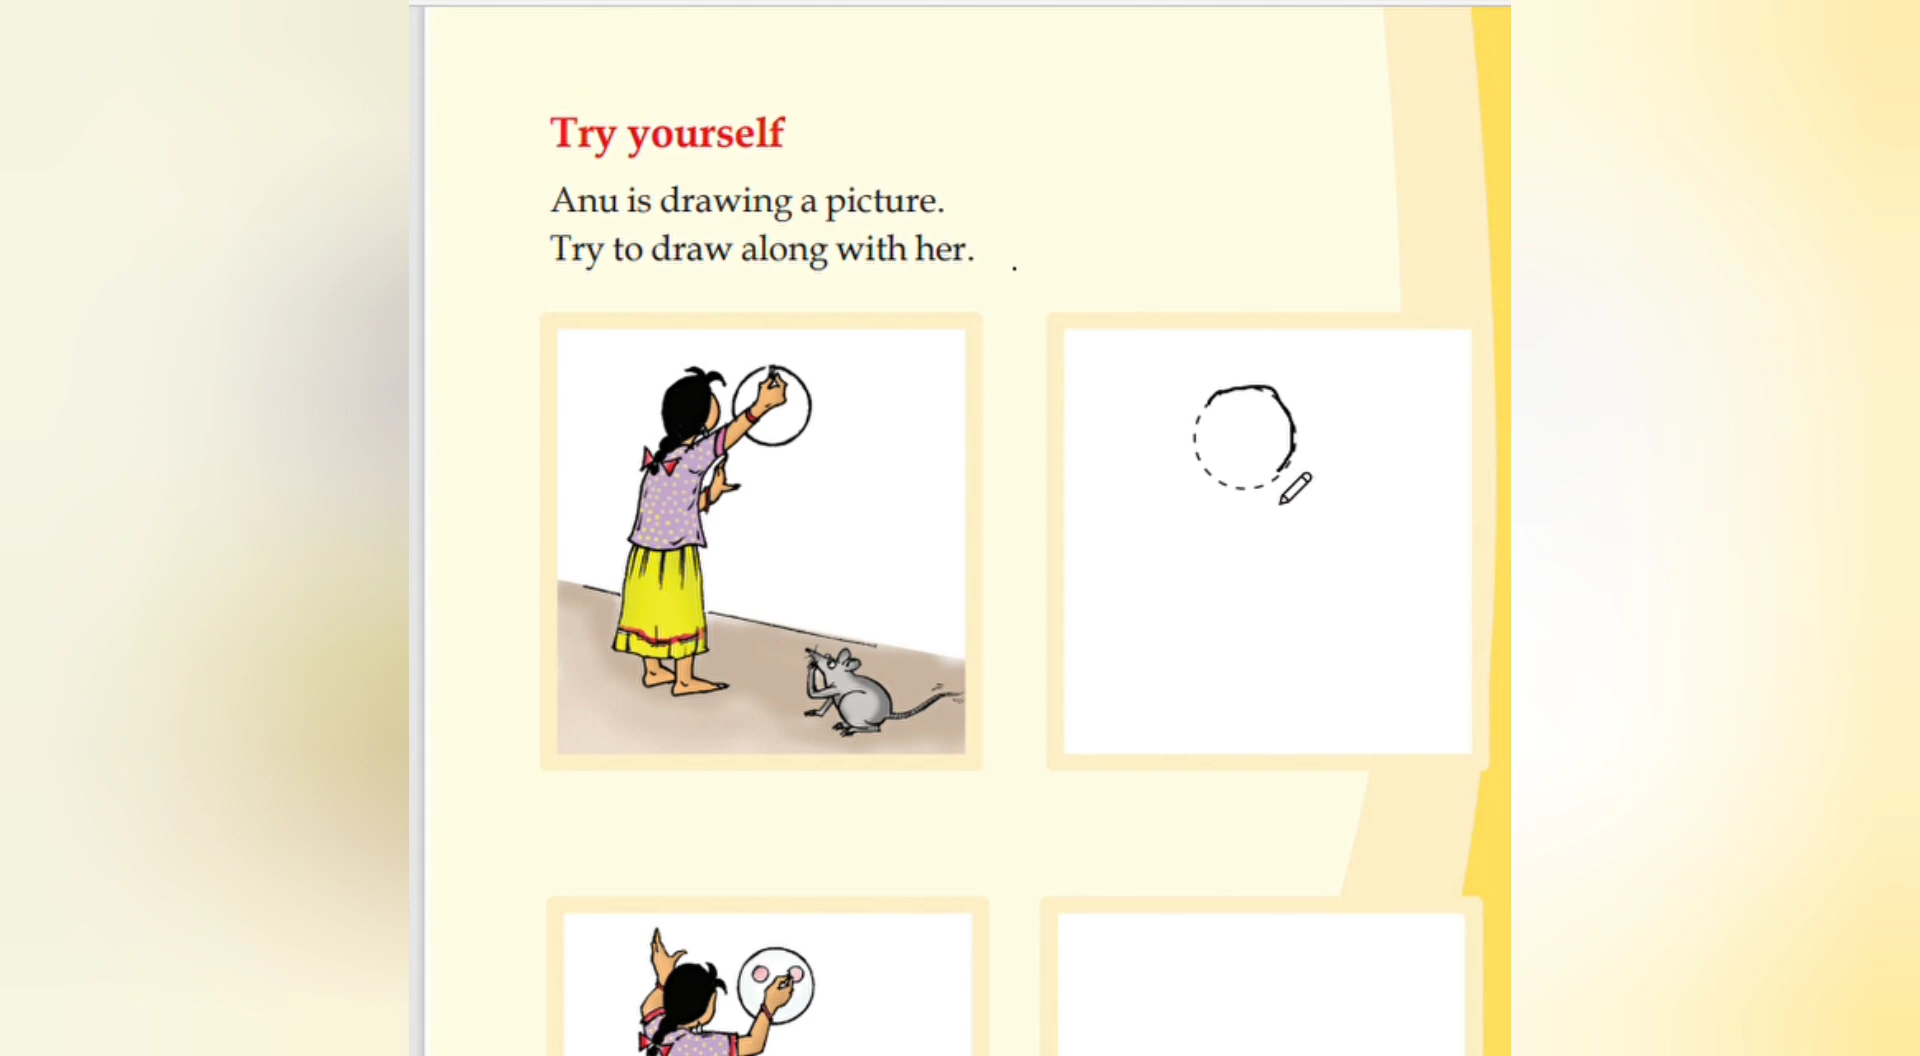 Try yourself
Anu is drawing a picture.
Try to draw along with her.